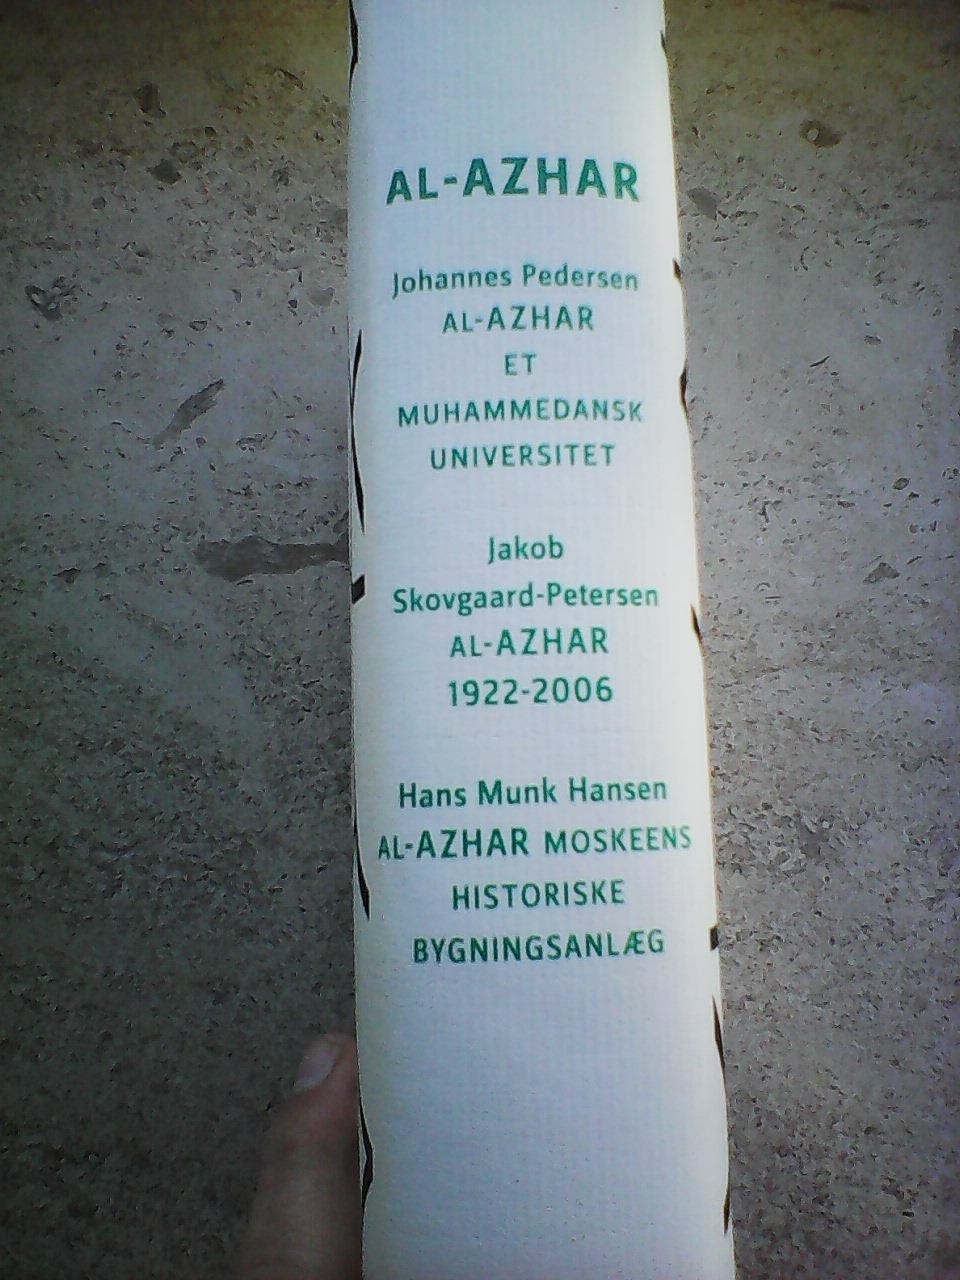 AL-AZHAR
Johannes Pedersen
AL-AZHAR
ET
MUHAMMEDANSK
UNIVERSITET
Jakob
Skovgaard-Petersen
AL-AZHAR
1922-2006
Hans Munk Hansen
AL-AZHAR MOSKEENS
HISTORISKE
BYGNINGSANLÆG